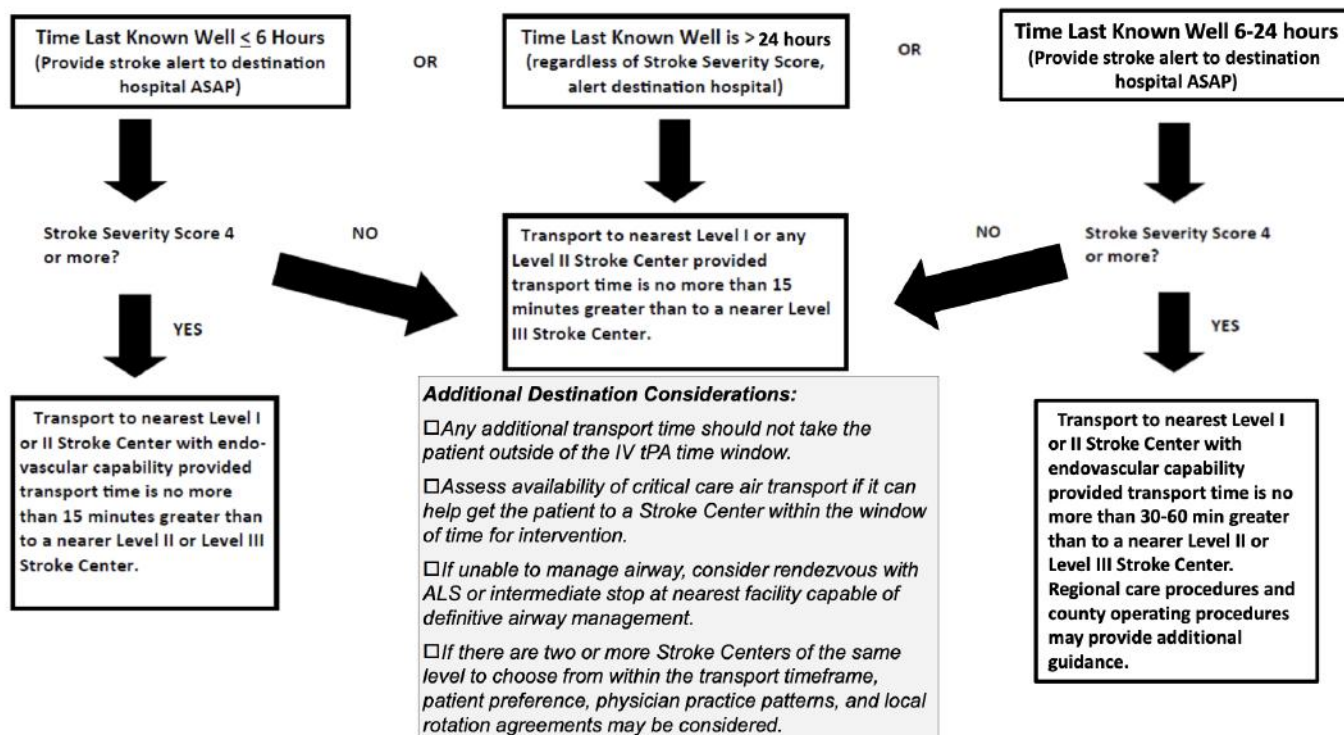 Time Last Known Well ≤ 6 Hours
(Provide stroke alert to destination
hospital ASAP)
OR
Time Last Known Well is > 24 hours
(regardless of Stroke Severity Score,
alert destination hospital)
OR
Time Last Known Well 6-24 hours
(Provide stroke alert to destination
hospital ASAP)
Stroke Severity Score 4
or more?
NO
Transport to nearest Level I or any
Level II Stroke Center provided
transport time is no more than 15
minutes greater than to a nearer Level
III Stroke Center.
NO
Stroke Severity Score 4
or more?
YES
YES
Transport to nearest Level I
or II Stroke Center with endo-
vascular capability provided
transport time is no more
than 15 minutes greater than
to a nearer Level II or Level III
Stroke Center.
Additional Destination Considerations:
☐Any additional transport time should not take the
patient outside of the IV tPA time window.
☐Assess availability of critical care air transport if it can
help get the patient to a Stroke Center within the window
of time for intervention.
☐If unable to manage airway, consider rendezvous with
ALS or intermediate stop at nearest facility capable of
definitive airway management.
☐If there are two or more Stroke Centers of the same
level to choose from within the transport timeframe,
patient preference, physician practice patterns, and local
rotation agreements may be considered.
Transport to nearest Level I
or II Stroke Center with
endovascular capability
provided transport time is no
more than 30-60 min greater
than to a nearer Level II or
Level III Stroke Center.
Regional care procedures and
county operating procedures
may provide additional
guidance.